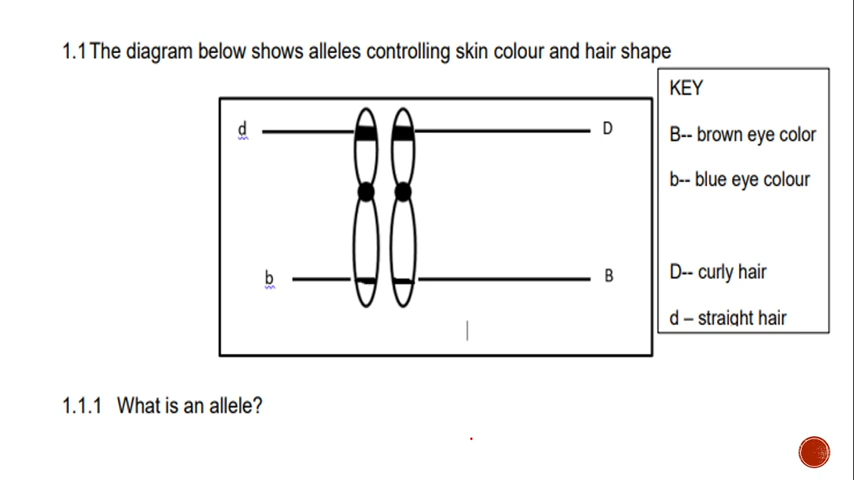 1.1 The diagram below shows alleles controlling skin colour and hair shape
KEY
d
D
B-- brown eye color
b-- blue eye colour
b
B
D-- curly hair
d – straight hair
1.1.1 What is an allele?